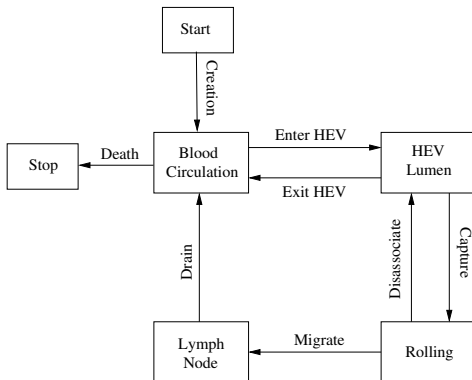 Start
Creation
Stop
Death
Blood
Circulation
Enter HEV
Exit HEV
HEV
Lumen
Drain
Disassociate
Capture
Lymph
Node
Migrate
Rolling